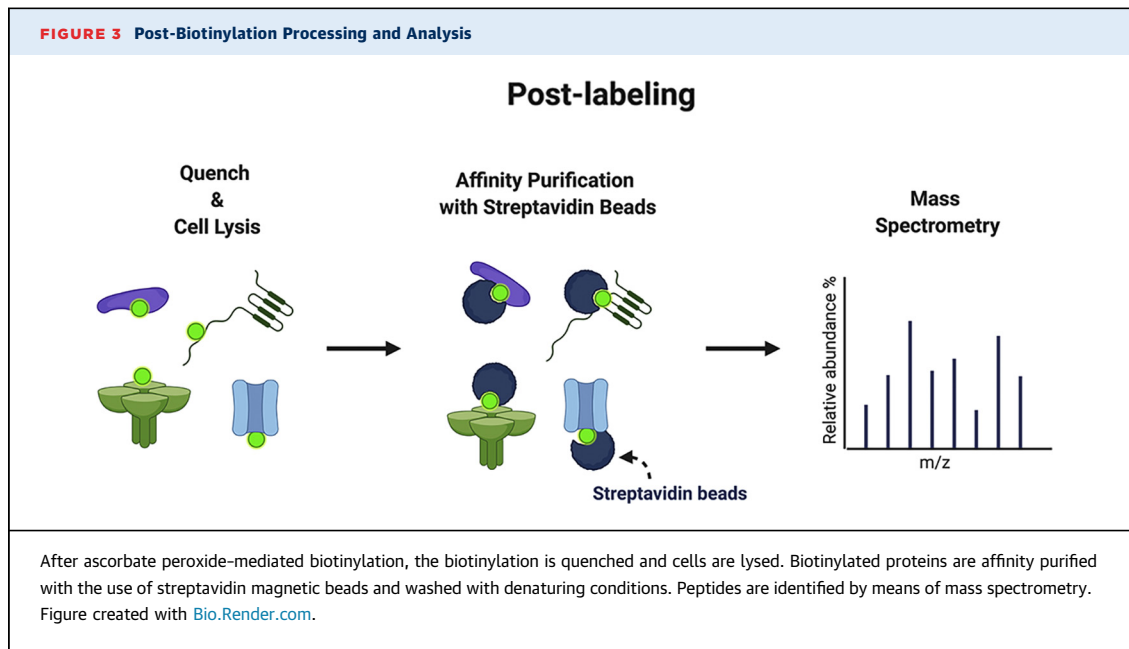 FIGURE 3 Post-Biotinylation Processing and Analysis
Post-labeling
Quench
&
Cell Lysis
Affinity Purification
with Streptavidin Beads
Mass
Spectrometry
Relative abundance %
m/z
Streptavidin beads
After ascorbate peroxide-mediated biotinylation, the biotinylation is quenched and cells are lysed. Biotinylated proteins are affinity purified
with the use of streptavidin magnetic beads and washed with denaturing conditions. Peptides are identified by means of mass spectrometry.
Figure created with Bio.Render.com.